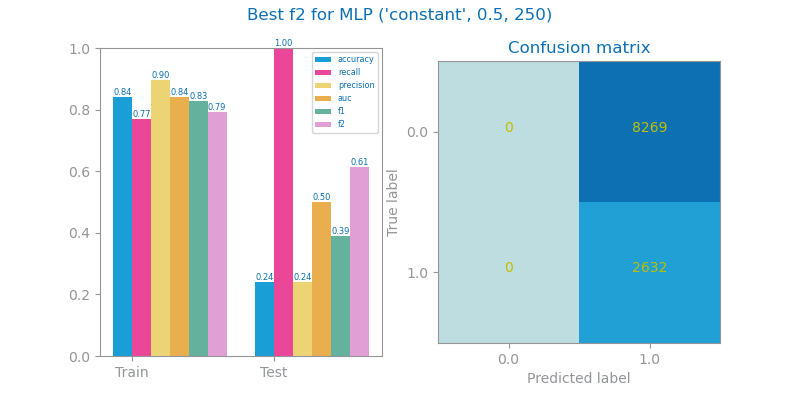 Best f2 for MLP ('constant', 0.5, 250)
1.0
0.8
0.6
0.4
0.2
0.0
0.84
0.77
0.90
0.84
0.83
0.79
0.24
1.00
0.24
0.50
0.39
0.61
accuracy
recall
precision
auc
f1
f2
Train
Test
Confusion matrix
True label
0.0
1.0
0
8269
0
2632
0.0
1.0
Predicted label